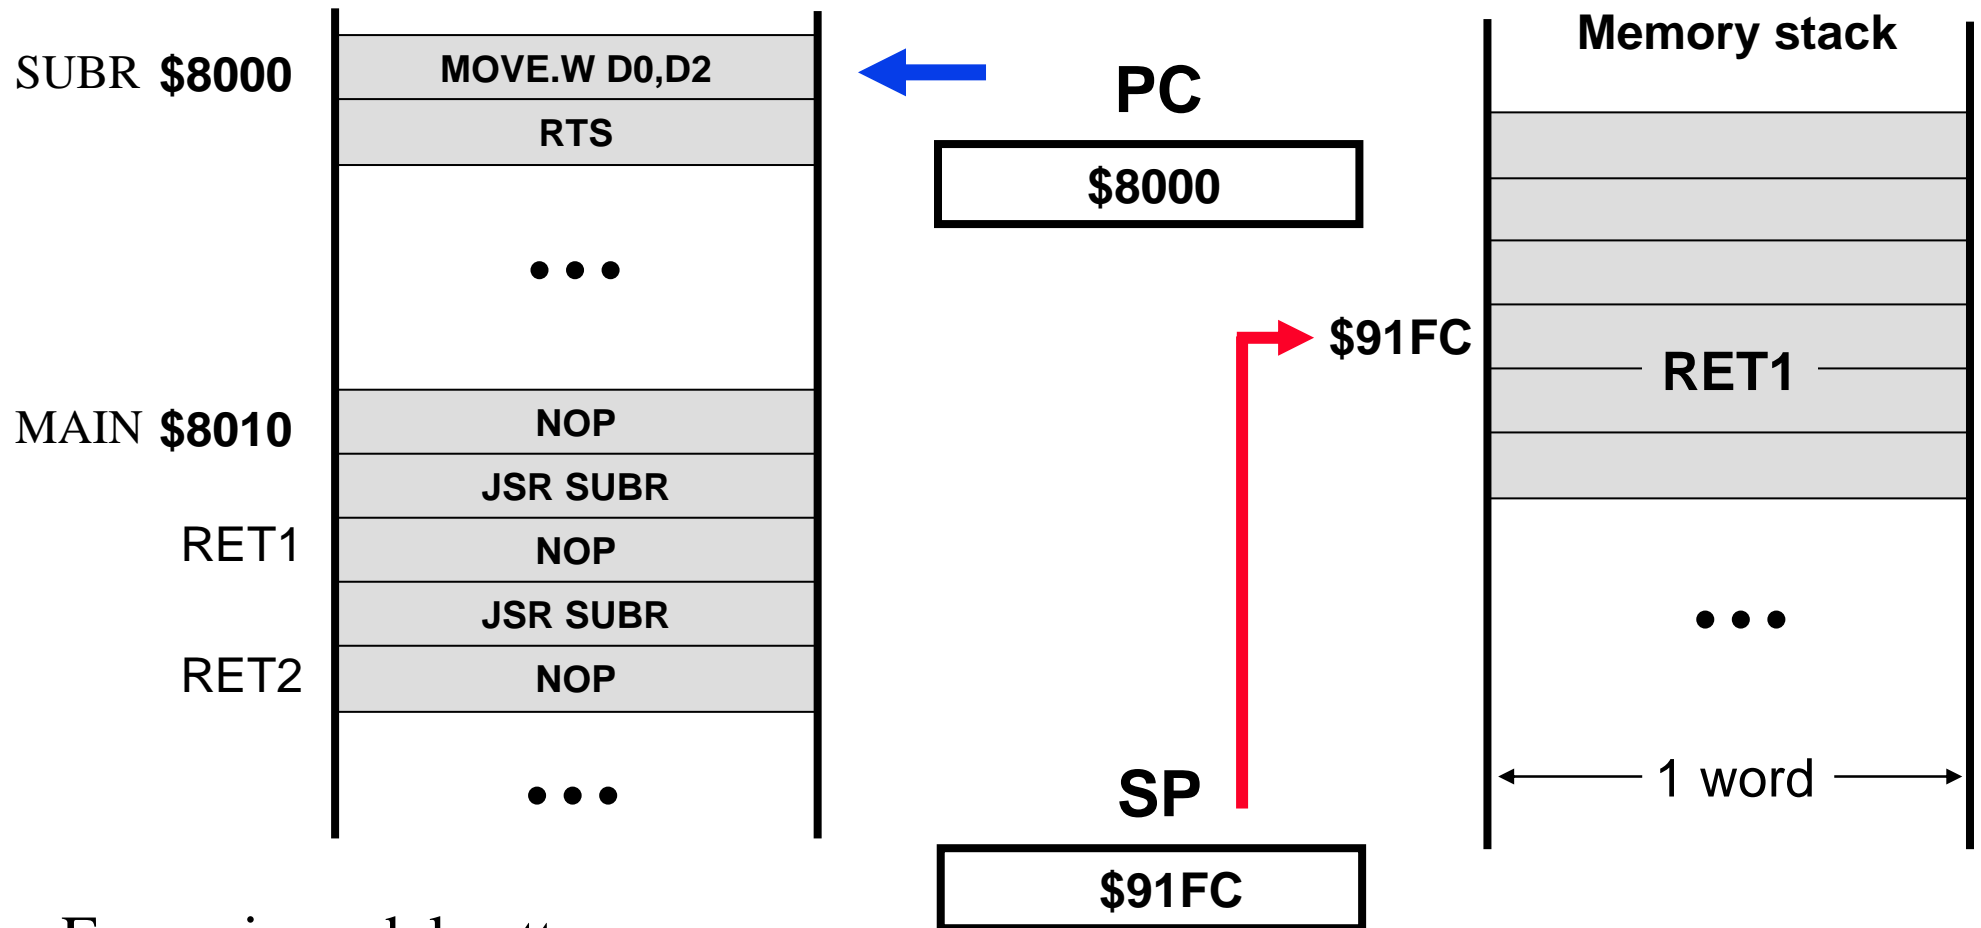 SUBR $8000
MOVE.W D0,D2
RTS
•••
MAIN $8010
NOP
JSR SUBR
RET1
NOP
JSR SUBR
RET2
NOP
•••
PC
$8000
SP
$91FC
Memory stack
$91FC
RET1
•••
1 word